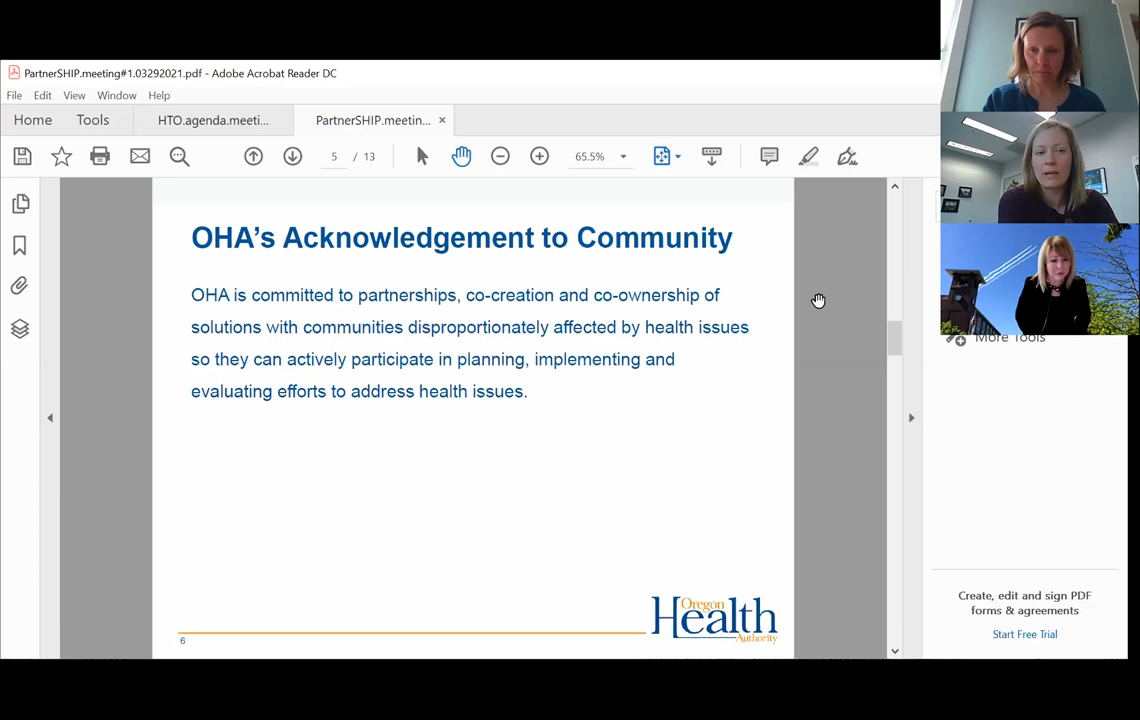 PartnerSHIP.meeting#1.03292021.pdf - Adobe Acrobat Reader DC
File Edit View Window Help
Home Tools HTO.agenda.meeti... PartnerSHIP.meetin... ×
5 / 13 65.5%
OHA's Acknowledgement to Community
OHA is committed to partnerships, co-creation and co-ownership of
solutions with communities disproportionately affected by health issues
so they can actively participate in planning, implementing and
evaluating efforts to address health issues.
6
Oregon
Health
Authority
More Tools
Create, edit and sign PDF
forms & agreements
Start Free Trial